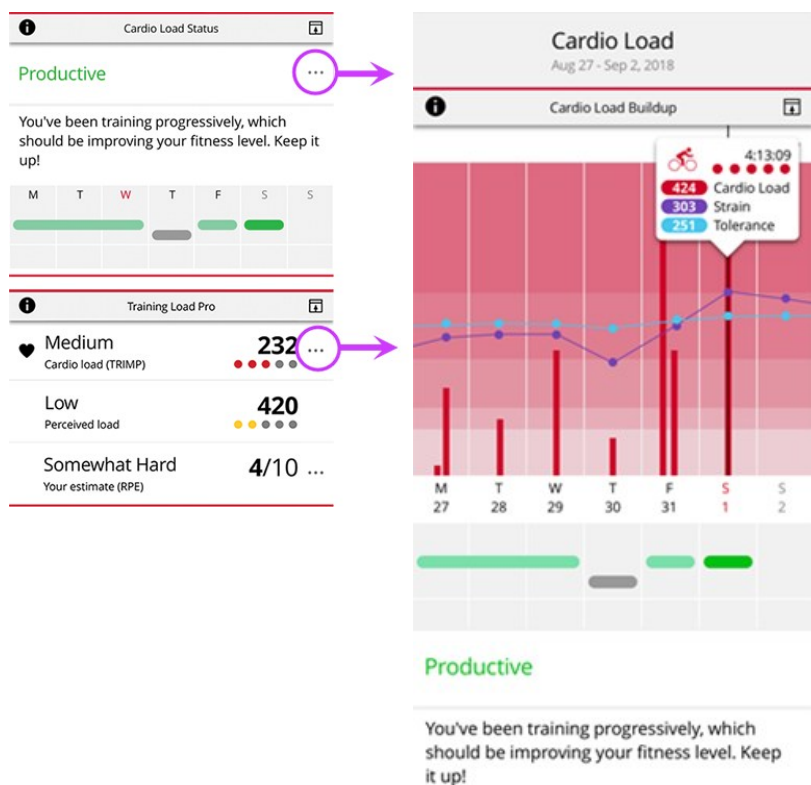 Cardio Load Status
Productive
You've been training progressively, which
should be improving your fitness level. Keep it
up!
M T W T F S S
Training Load Pro
Medium
232
Cardio load (TRIMP)
Low
420
Perceived load
Somewhat Hard
4/10
Your estimate (RPE)
Cardio Load
Aug 27 - Sep 2, 2018
Cardio Load Buildup
4:13:09
424 Cardio Load
303 Strain
251 Tolerance
M T W T F S S
27 28 29 30 31 1 2
Productive
You've been training progressively, which
should be improving your fitness level. Keep
it up!